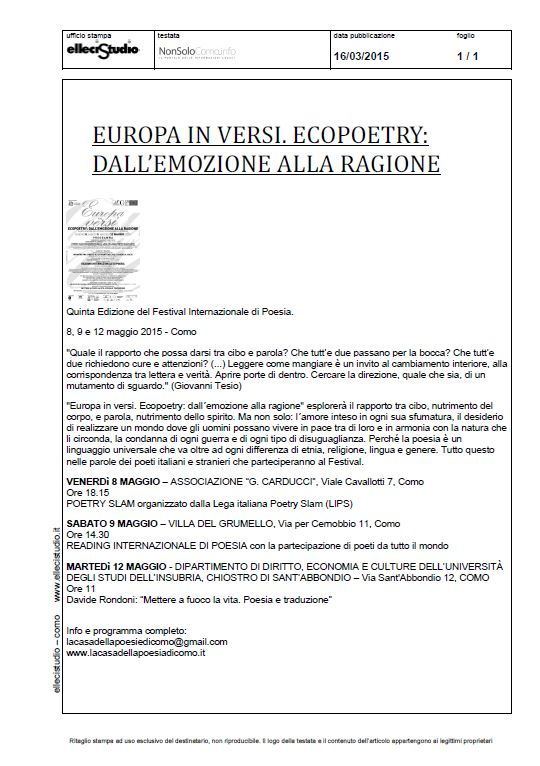 ufficio stampa
testata
data pubblicazione
foglio
ellecistudio
NonSoloComo.info
16/03/2015
1 / 1
EUROPA IN VERSI. ECOPOETRY:
DALL'EMOZIONE ALLA RAGIONE
Europa
in versi
ECOPOETRY: DALL'EMOZIONE ALLA RAGIONE
Quinta Edizione del Festival Internazionale di Poesia.
8, 9 e 12 maggio 2015 - Como
"Quale il rapporto che possa darsi tra cibo e parola? Che tutt'e due passano per la bocca? Che tutt'e
due richiedono cure e attenzioni? (...) Leggere come mangiare è un invito al cambiamento interiore, alla
corrispondenza tra lettera e verità. Aprire porte di dentro. Cercare la direzione, quale che sia, di un
mutamento di sguardo." (Giovanni Tesio)
"Europa in versi. Ecopoetry: dall´emozione alla ragione" esplorerà il rapporto tra cibo, nutrimento del
corpo, e parola, nutrimento dello spirito. Ma non solo: l´amore inteso in ogni sua sfumatura, il desiderio
di realizzare un mondo dove gli uomini possano vivere in pace tra di loro e in armonia con la natura che
li circonda, la condanna di ogni guerra e di ogni tipo di disuguaglianza. Perché la poesia è un
linguaggio universale che va oltre ad ogni differenza di etnia, religione, lingua e genere. Tutto questo
nelle parole dei poeti italiani e stranieri che parteciperanno al Festival.
VENERDì 8 MAGGIO – ASSOCIAZIONE "G. CARDUCCI", Viale Cavallotti 7, Como
Ore 18.15
POETRY SLAM organizzato dalla Lega italiana Poetry Slam (LIPS)
SABATO 9 MAGGIO – VILLA DEL GRUMELLO, Via per Cernobbio 11, Como
Ore 14.30
READING INTERNAZIONALE DI POESIA con la partecipazione di poeti da tutto il mondo
MARTEDì 12 MAGGIO - DIPARTIMENTO DI DIRITTO, ECONOMIA E CULTURE DELL'UNIVERSITÀ
DEGLI STUDI DELL'INSUBRIA, CHIOSTRO DI SANT'ABBONDIO – Via Sant'Abbondio 12, COMO
Ore 11
Davide Rondoni: "Mettere a fuoco la vita. Poesia e traduzione"
Info e programma completo:
lacasadellapoesiedicomo@gmail.com
www.lacasadellapoesiadicomo.it
ellecistudio – como www.ellecistudio.it
Ritaglio stampa ad uso esclusivo del destinatario, non riproducibile. Il logo della testata e il contenuto dell'articolo appartengono ai legittimi proprietari